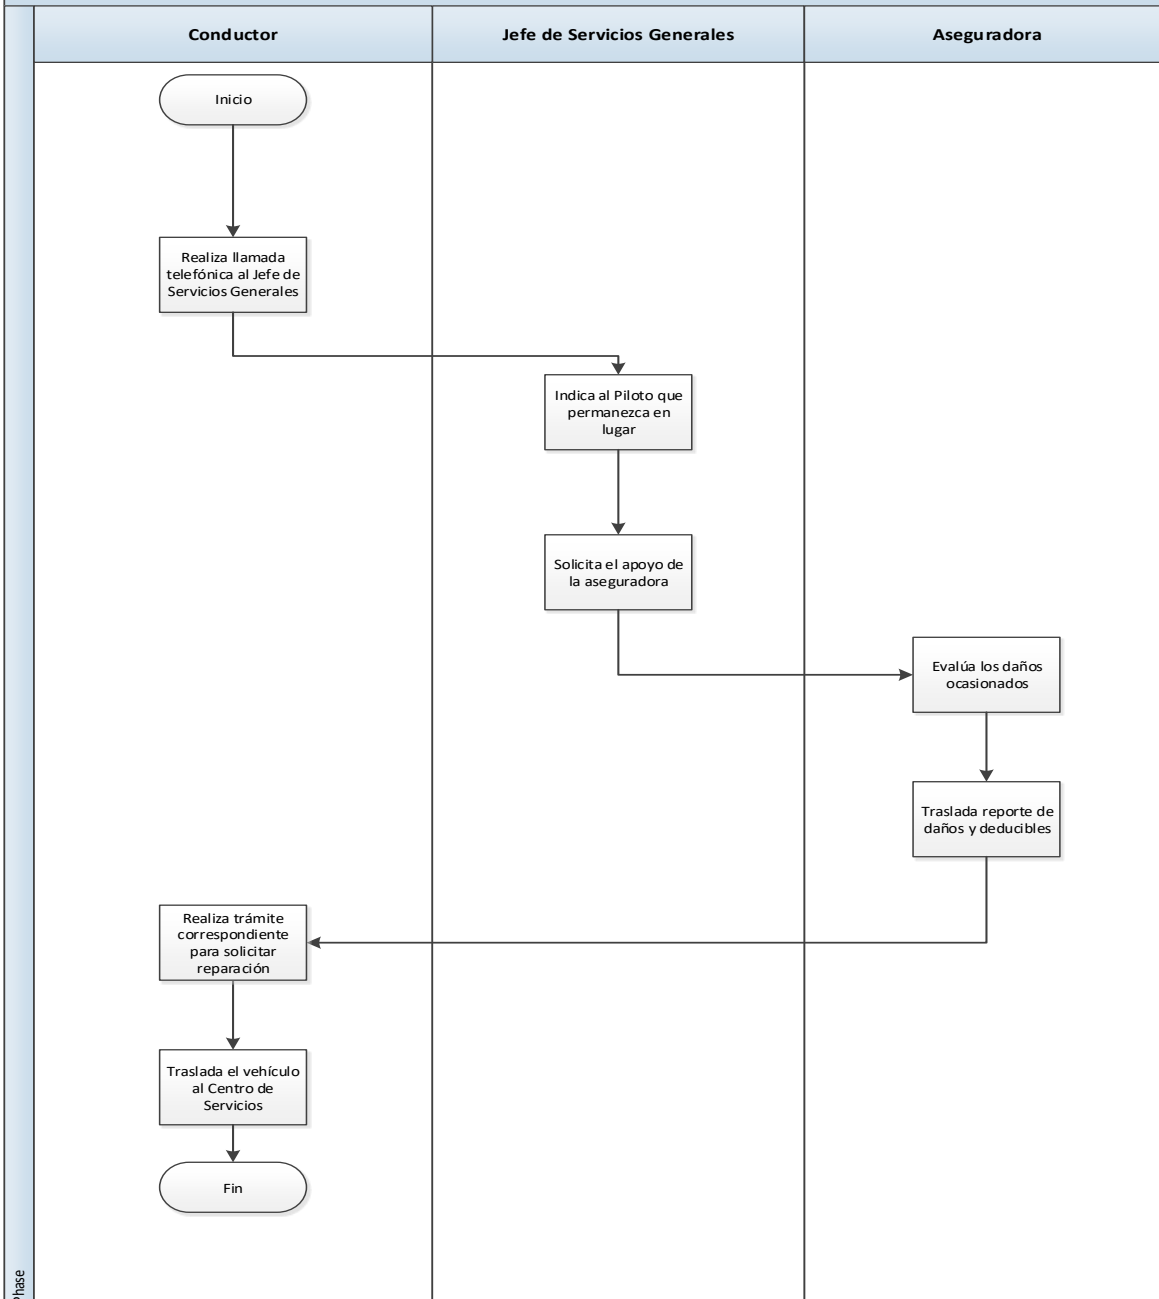 Conductor
Jefe de Servicios Generales
Aseguradora
Inicio
Realiza llamada
telefónica al Jefe de
Servicios Generales
Indica al Piloto que
permanezca en
lugar
Solicita el apoyo de
la aseguradora
Evalúa los daños
ocasionados
Traslada reporte de
daños y deducibles
Realiza trámite
correspondiente
para solicitar
reparación
Traslada el vehículo
al Centro de
Servicios
Fin
Phase